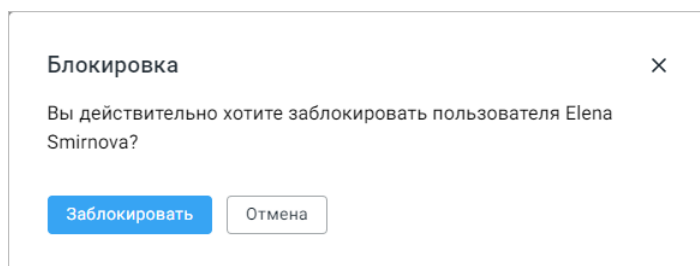 Блокировка
Вы действительно хотите заблокировать пользователя Elena
Smirnova?
Заблокировать
Отмена